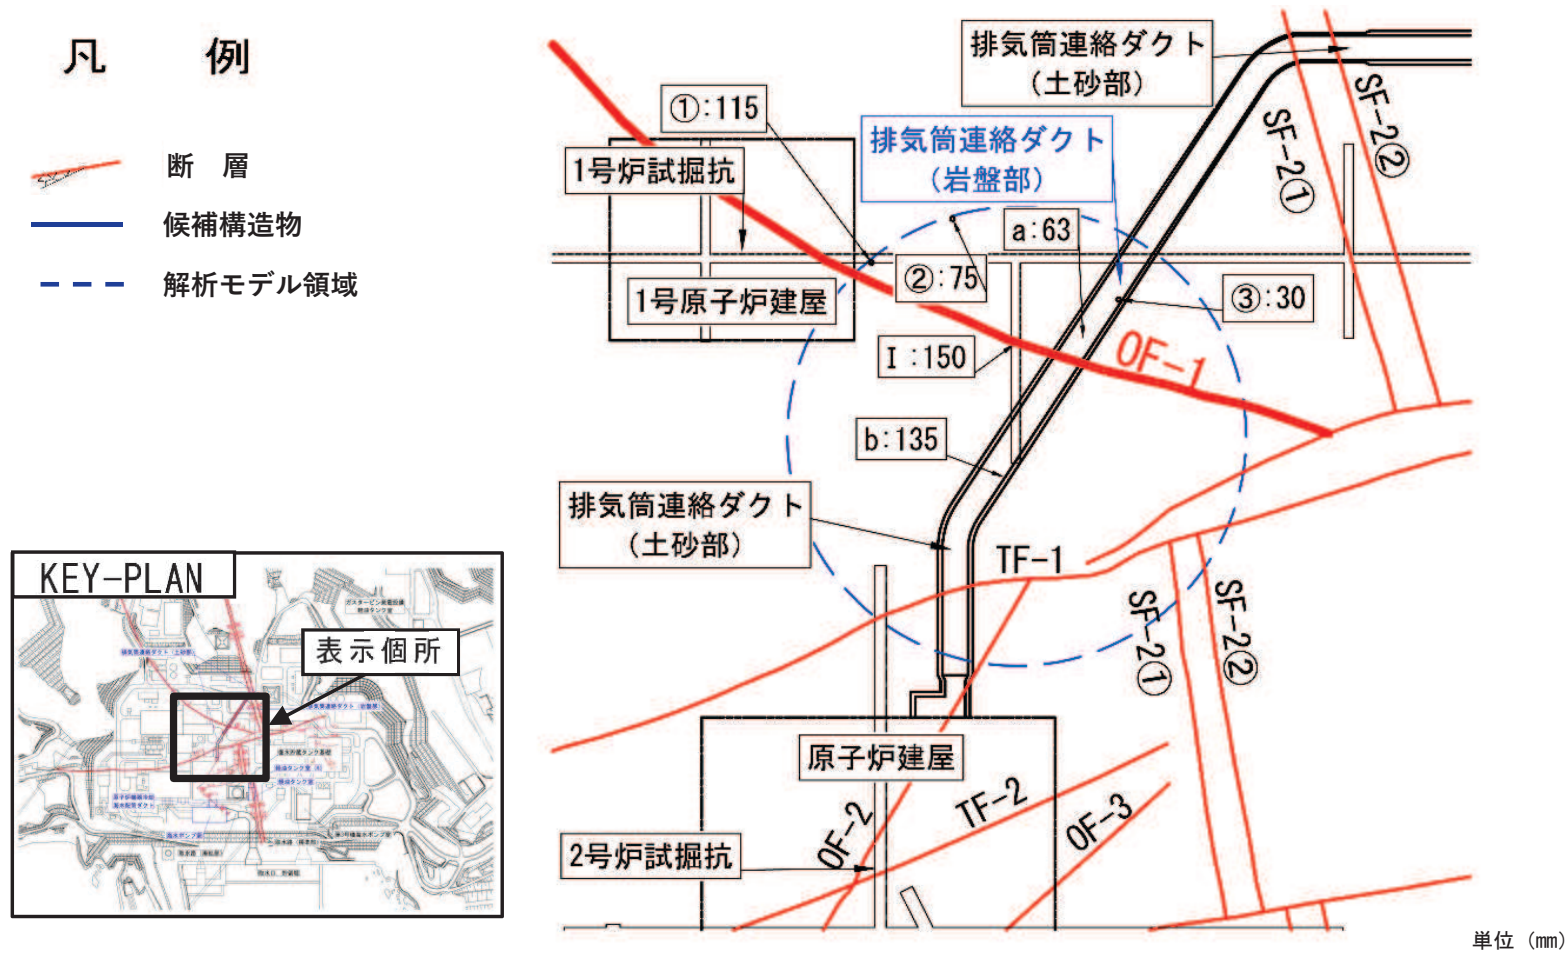 凡 例
断 層
候補構造物
解析モデル領域
排気筒連絡ダクト
(土砂部)
①:115
1号炉試掘抗
排気筒連絡ダクト
(岩盤部)
SF-2①
SF-2②
a:63
②:75
③:30
1号原子炉建屋
I:150
OF-1
b:135
排気筒連絡ダクト
(土砂部)
TF-1
SF-2①
SF-2②
原子炉建屋
OF-2
TF-2
OF-3
2号炉試掘抗
KEY-PLAN
表示個所
単位 (㎜)